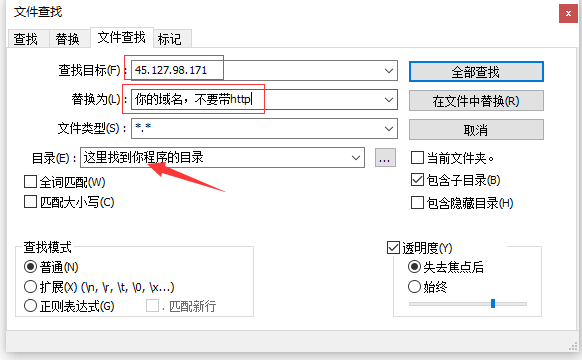 文件查找
x
查找 替换 文件查找 标记
查找目标(F): 45.127.98.171 全部查找
替换为(L): 你的域名，不要带http 在文件中替换(R)
文件类型(S): *.* 取消
目录(E): 这里找到你程序的目录 ... 当前文件夹。
全词匹配(W) 包含子目录(B)
匹配大小写(C) 包含隐藏目录(H)
查找模式 透明度(Y)
普通(N) 失去焦点后
扩展(X) (\n, \r, \t, \0, \x...) 始终
正则表达式(G) . 匹配新行